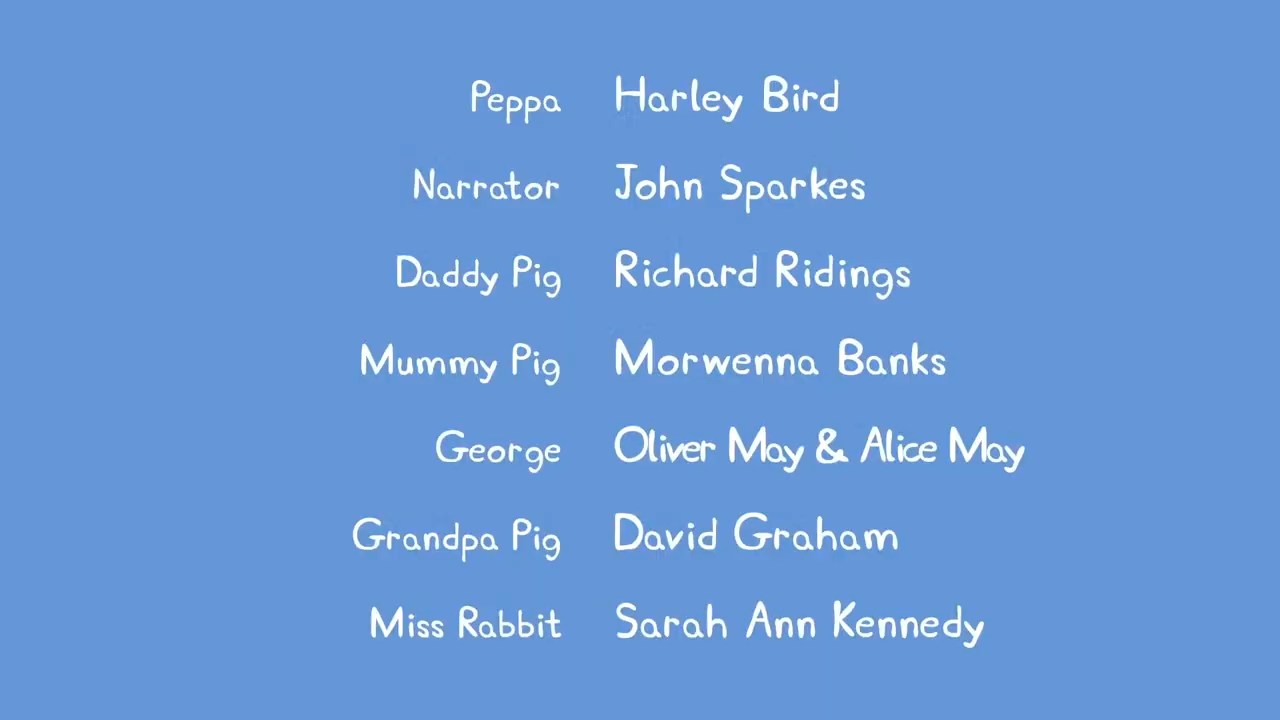 Peppa Harley Bird
Narrator John Sparkes
Daddy Pig Richard Ridings
Mummy Pig Morwenna Banks
George Oliver May & Alice May
Grandpa Pig David Graham
Miss Rabbit Sarah Ann Kennedy